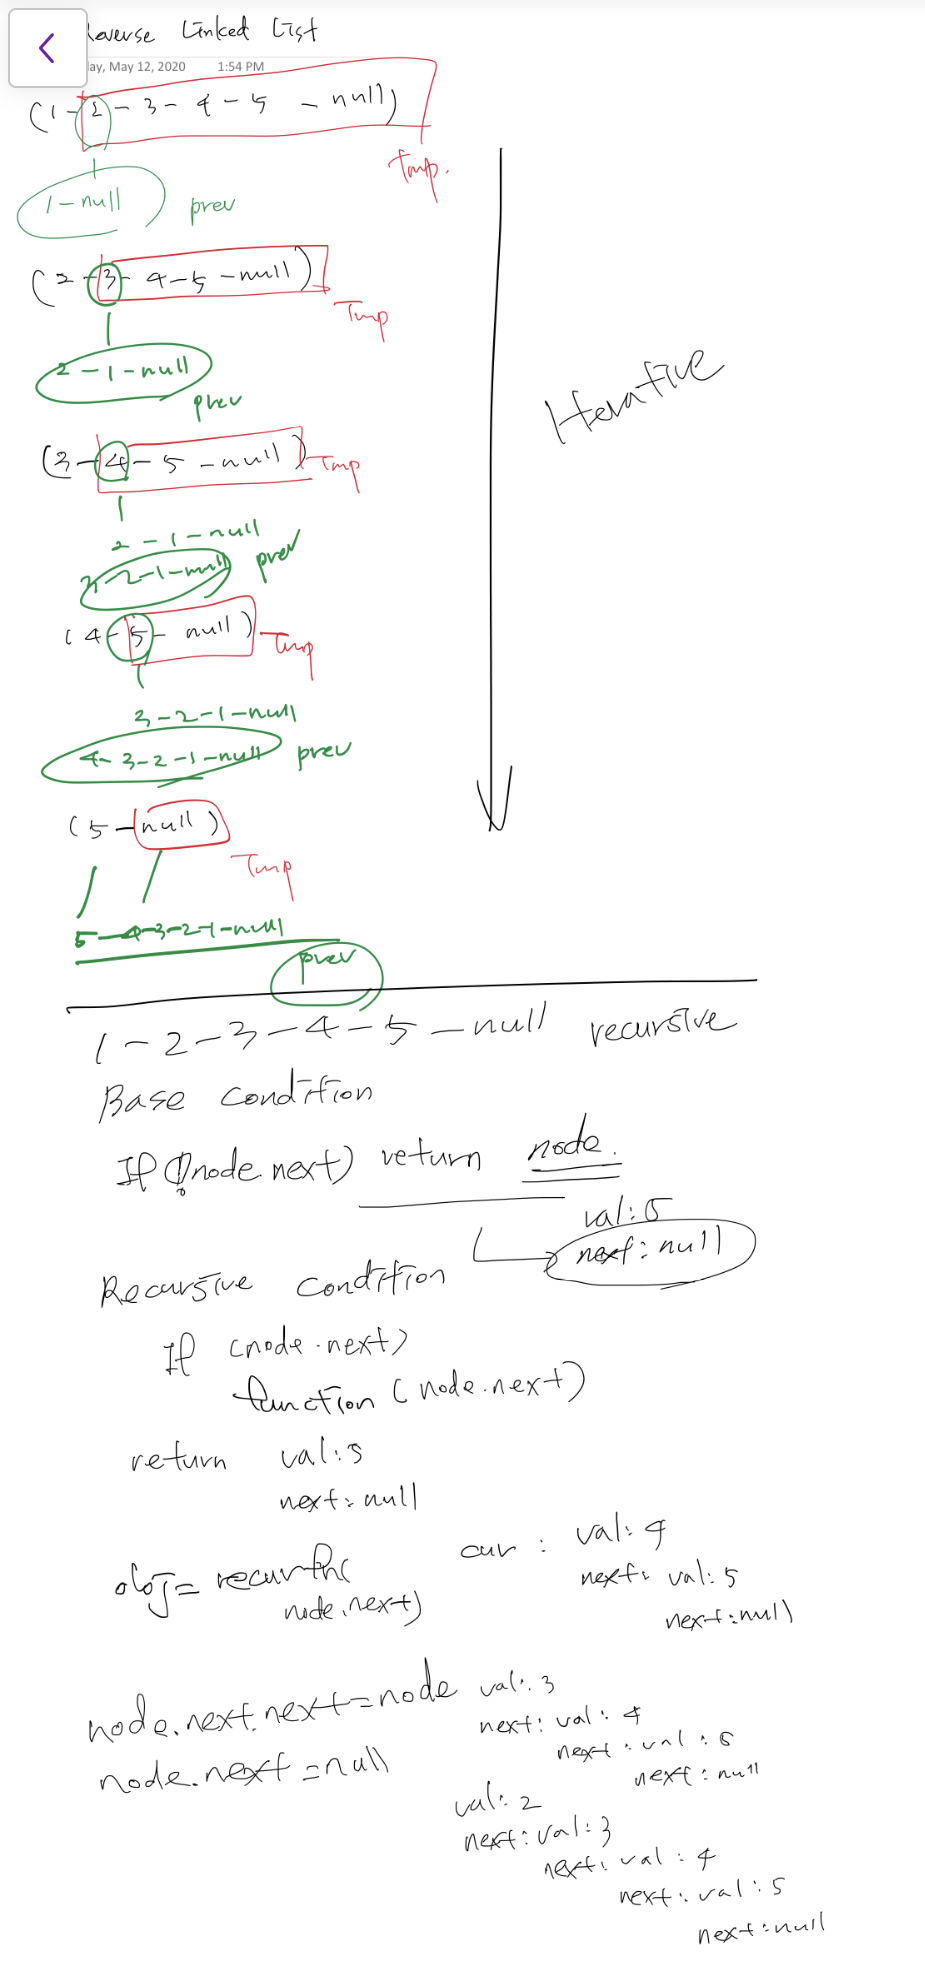 Reverse Linked List
ay, May 12, 2020 1:54 PM
(1-2-3-4-5-null)
Tmp.
1-null prev
(2-3-4-5-null)
Tmp
2-1-null
prev
(3-4-5-null) Tmp
2-1-null
3-2-1-null prev
(4-5-null) Tmp
3-2-1-null
4-3-2-1-null prev
(5-null)
Tmp
5-4-3-2-1-null
prev
Iterative
1-2-3-4-5-null recursive
Base condition
If (!node.next) return node.
val:5
next:null
Recursive condition
If (node.next)
function (node.next)
return val:5
next:null
obj= recurfn(
node.next)
cur : val:4
next: val:5
next:null
node.next.next=node
node.next=null
val:3
next: val:4
next:val:5
next:null
val:2
next:val:3
next: val:4
next:val:5
next:null